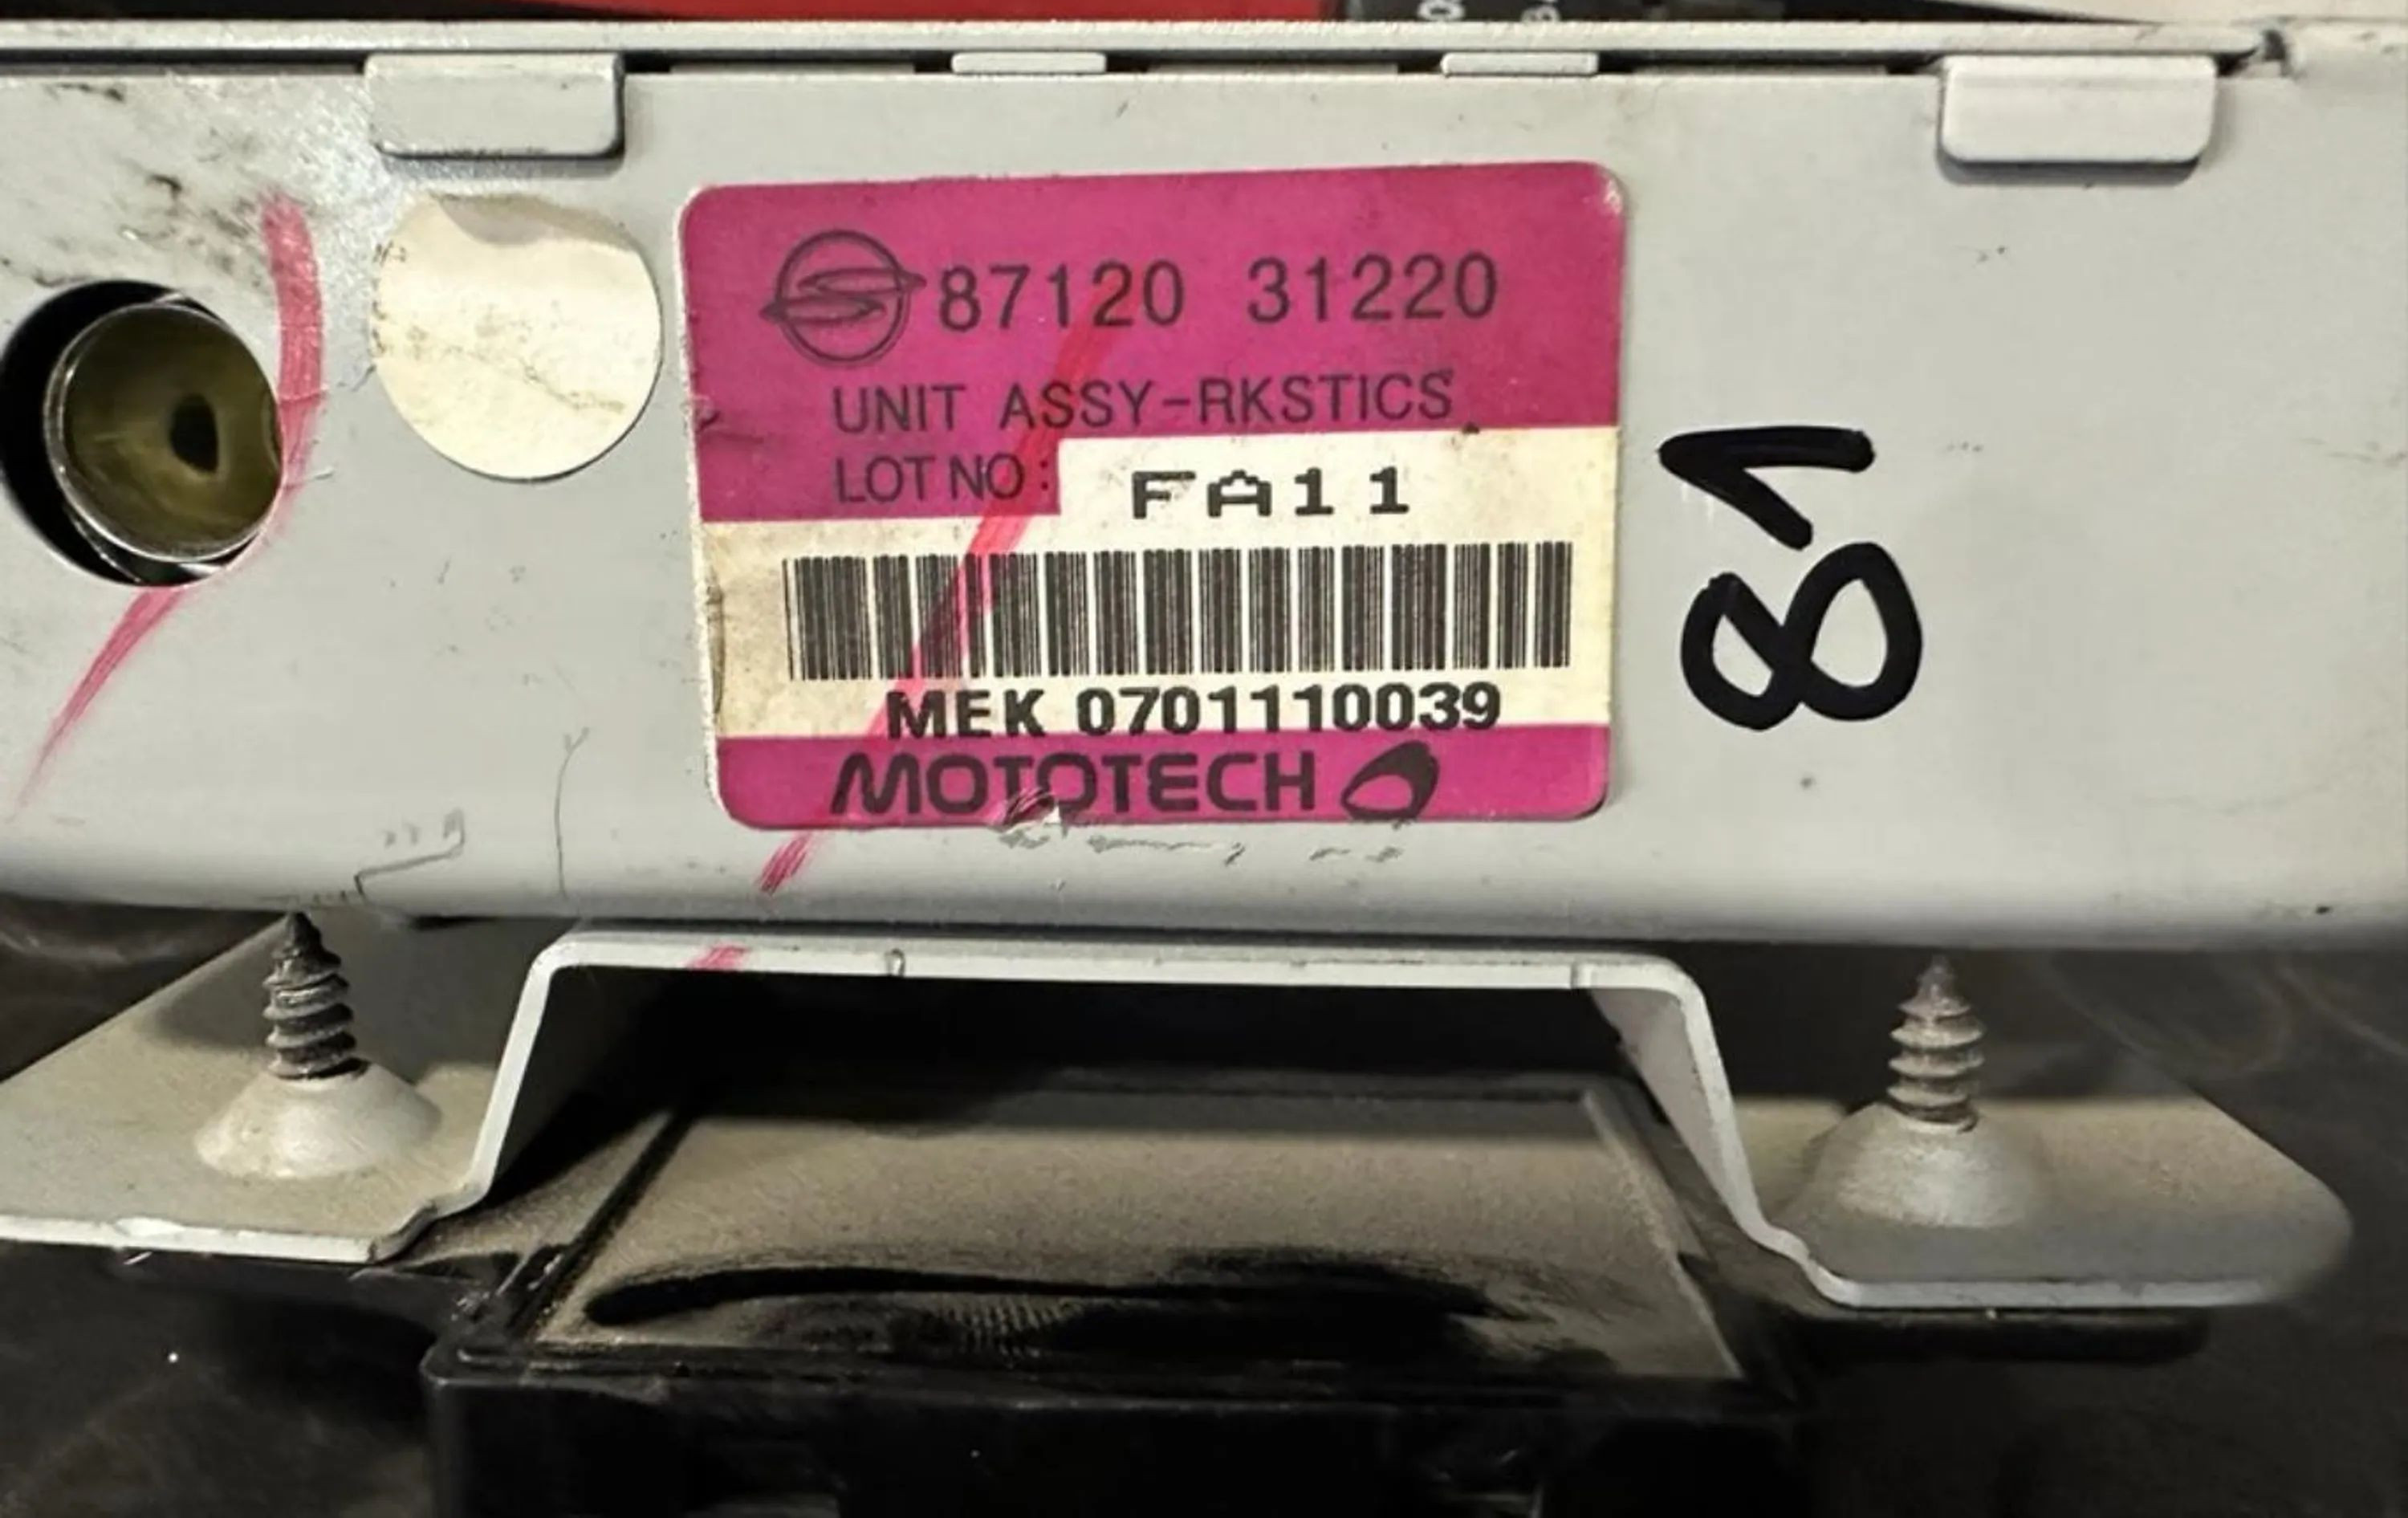 87120 31220
UNIT ASSY-RKSTICS
LOT NO: FA11
MEK 0701110039
MOTOTECH
81